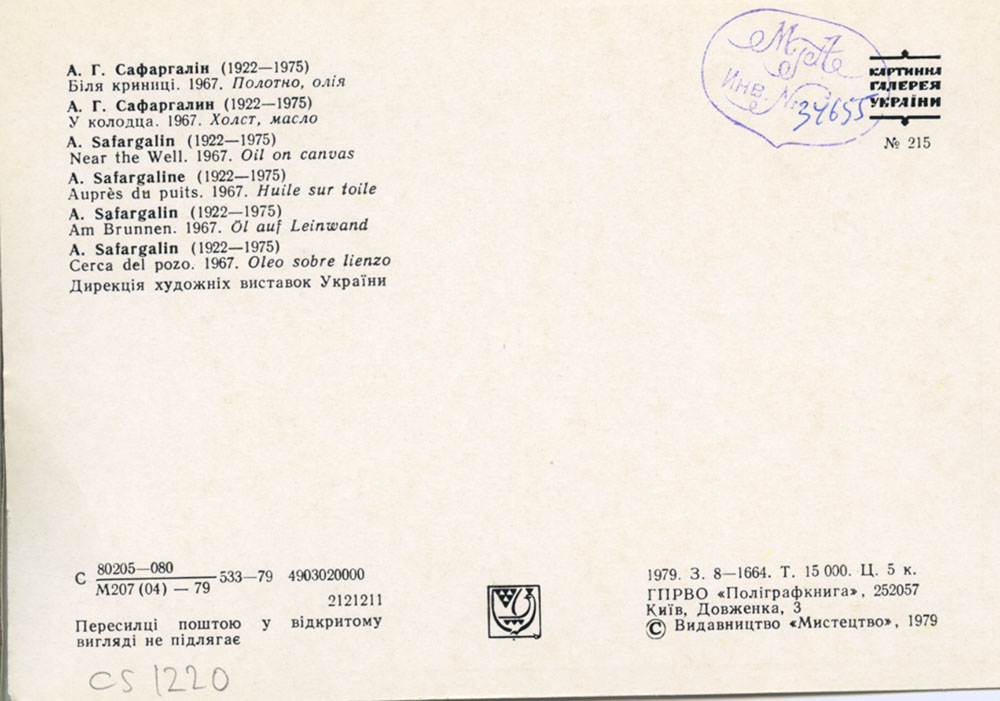 А. Г. Сафаргалін (1922—1975)
Біля криниці. 1967. Полотно, олія
А. Г. Сафаргалин (1922—1975)
У колодца. 1967. Холст, масло
A. Safargalin (1922—1975)
Near the Well. 1967. Oil on canvas
A. Safargaline (1922—1975)
Auprès du puits. 1967. Huile sur toile
A. Safargalin (1922—1975)
Am Brunnen. 1967. Öl auf Leinwand
A. Safargalin (1922—1975)
Cerca del pozo. 1967. Oleo sobre lienzo
Дирекція художніх виставок України
Инв. № 34655
КАРТИННА
ГАЛЕРЕЯ
УКРАЇНИ
№ 215
С 80205—080
М207 (04) — 79
533—79 4903020000
2121211
Пересилці поштою у відкритому
вигляді не підлягає
CS 1220
1979. З. 8—1664. Т. 15 000. Ц. 5 к.
ГПРВО «Поліграфкнига», 252057
Київ, Довженка, 3
© Видавництво «Мистецтво», 1979